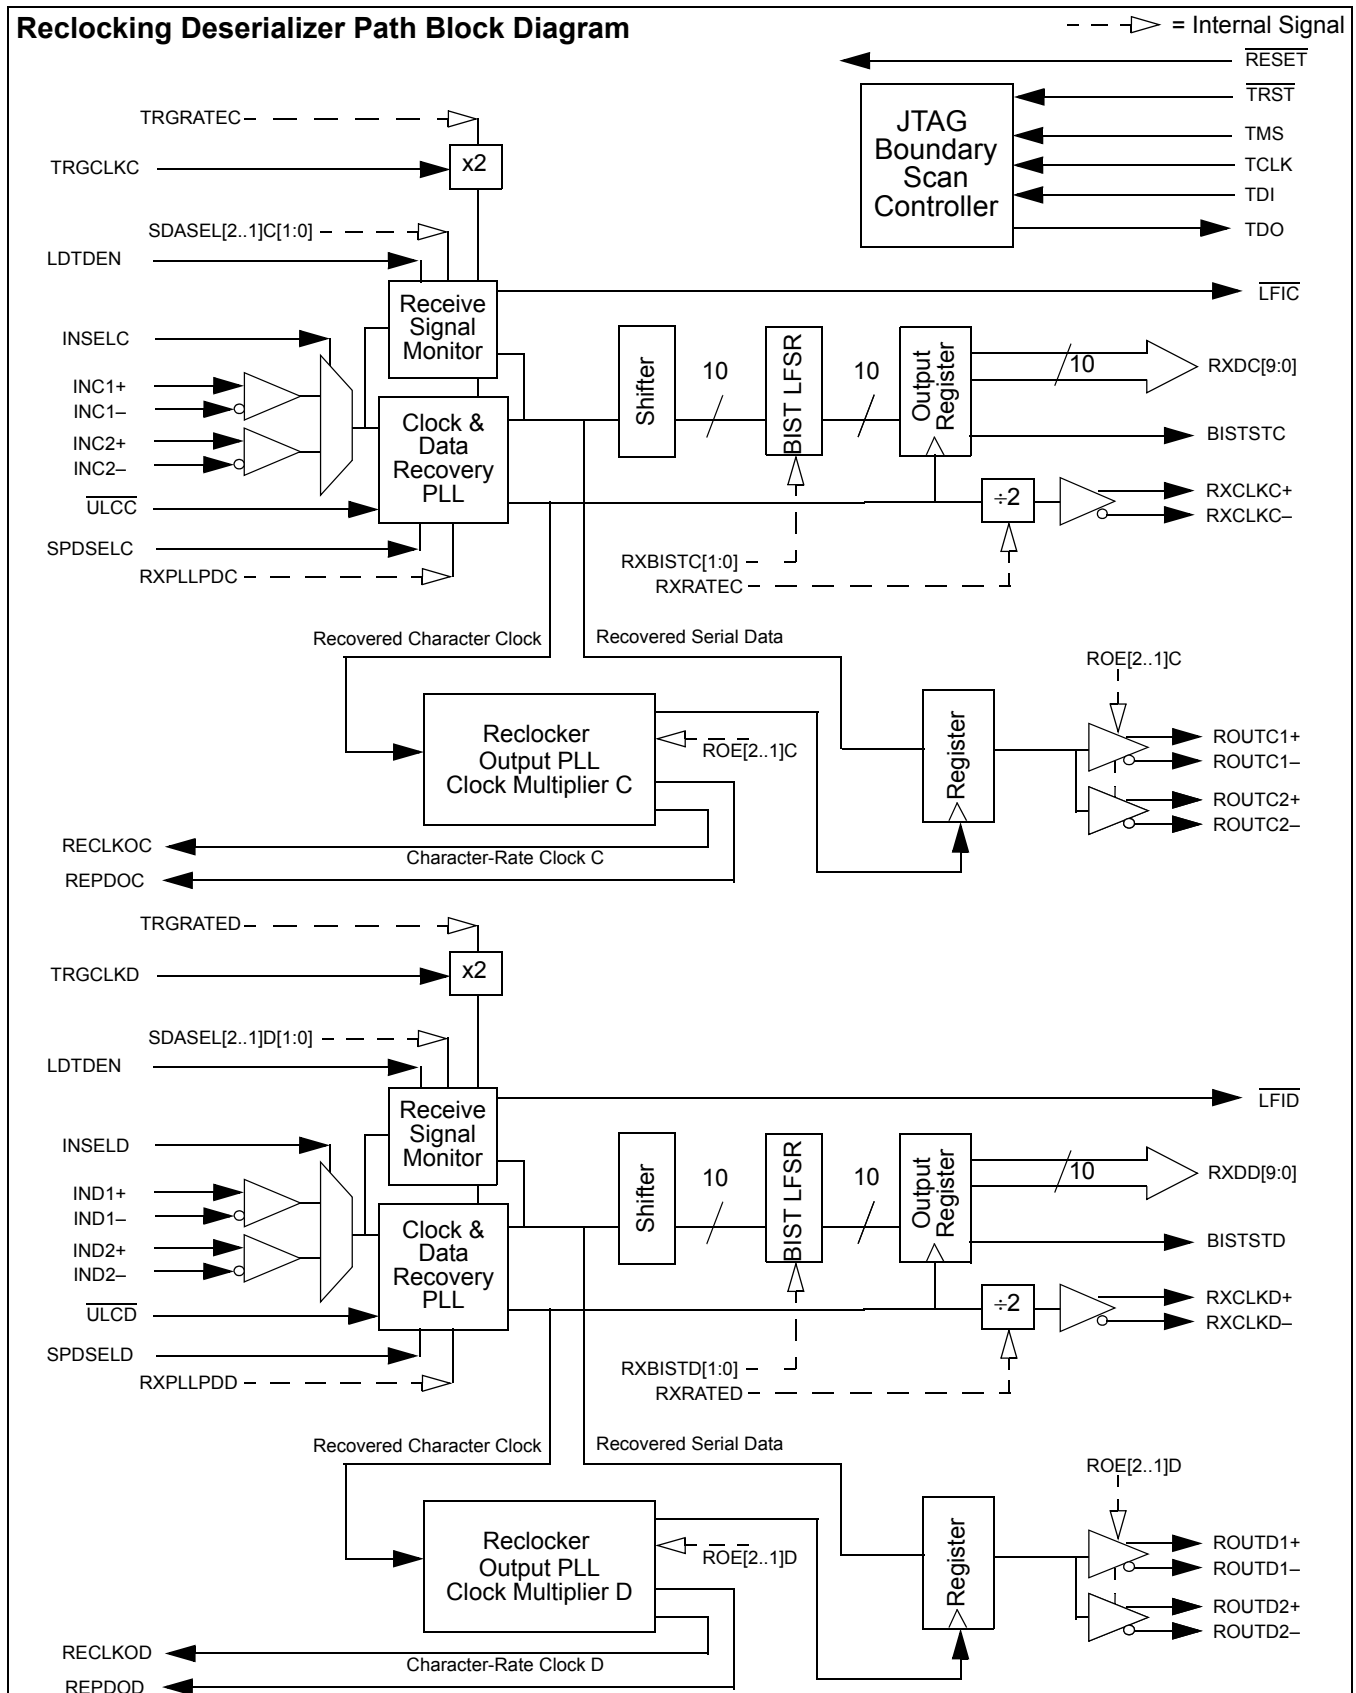 Reclocking Deserializer Path Block Diagram
= Internal Signal
RESET
TRST
TMS
TCLK
TDI
TDO
JTAG
Boundary
Scan
Controller
TRGRATEC
TRGCLKC
x2
SDASEL[2..1]C[1:0]
LDTDEN
Receive
Signal
Monitor
LFIC
INSELC
INC1+
INC1–
INC2+
INC2–
ULCC
SPDSELC
RXPLLPDC
Clock &
Data
Recovery
PLL
Shifter
10
BIST LFSR
10
Output
Register
10
RXDC[9:0]
BISTSTC
÷2
RXCLKC+
RXCLKC–
RXBISTC[1:0]
RXRATEC
Recovered Character Clock
Recovered Serial Data
Reclocker
Output PLL
Clock Multiplier C
ROE[2..1]C
Register
ROE[2..1]C
ROUTC1+
ROUTC1–
ROUTC2+
ROUTC2–
RECLKOC
Character-Rate Clock C
REPDOC
TRGRATED
TRGCLKD
x2
SDASEL[2..1]D[1:0]
LDTDEN
Receive
Signal
Monitor
LFID
INSELD
IND1+
IND1–
IND2+
IND2–
ULCD
SPDSELD
RXPLLPDD
Clock &
Data
Recovery
PLL
Shifter
10
BIST LFSR
10
Output
Register
10
RXDD[9:0]
BISTSTD
÷2
RXCLKD+
RXCLKD–
RXBISTD[1:0]
RXRATED
Recovered Character Clock
Recovered Serial Data
Reclocker
Output PLL
Clock Multiplier D
ROE[2..1]D
Register
ROE[2..1]D
ROUTD1+
ROUTD1–
ROUTD2+
ROUTD2–
RECLKOD
Character-Rate Clock D
REPDOD